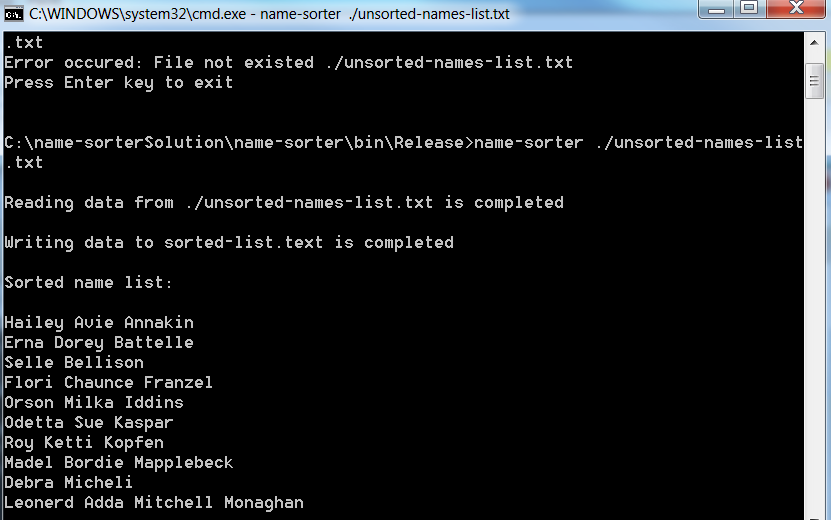 C:\WINDOWS\system32\cmd.exe - name-sorter ./unsorted-names-list.txt
.txt
Error occured: File not existed ./unsorted-names-list.txt
Press Enter key to exit
C:\name-sorterSolution\name-sorter\bin\Release>name-sorter ./unsorted-names-list
.txt
Reading data from ./unsorted-names-list.txt is completed
Writing data to sorted-list.text is completed
Sorted name list:
Hailey Avie Annakin
Erna Dorey Battelle
Selle Bellison
Flori Chaunce Franzel
Orson Milka Iddins
Odetta Sue Kaspar
Roy Ketti Kopfen
Madel Bordie Mapplebeck
Debra Micheli
Leonerd Adda Mitchell Monaghan